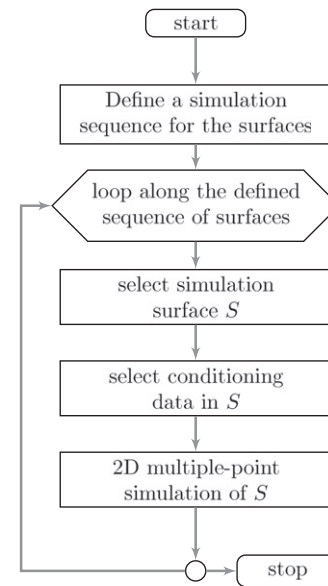 start
Define a simulation
sequence for the surfaces
loop along the defined
sequence of surfaces
select simulation
surface S
select conditioning
data in S
2D multiple-point
simulation of S
stop